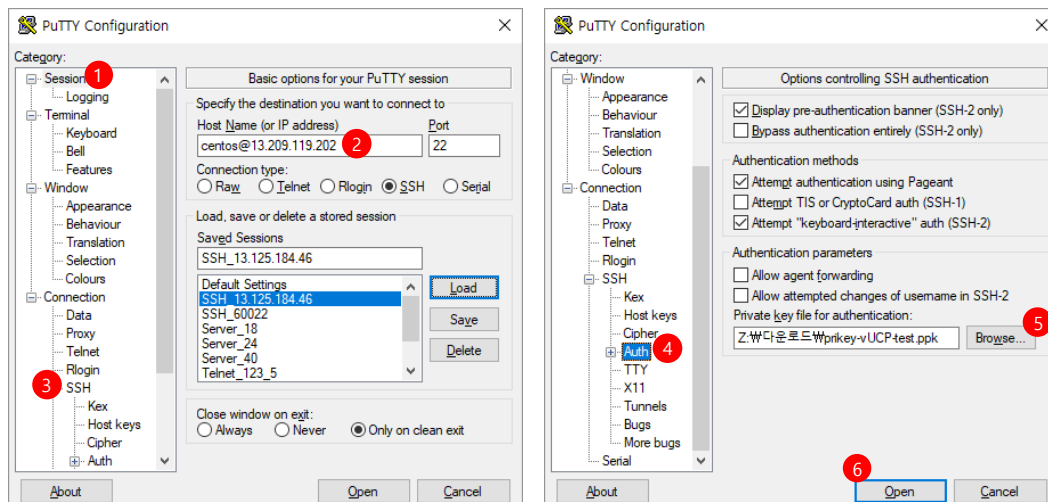 PuTTY Configuration
Category:
Session
1
Logging
Terminal
Keyboard
Bell
Features
Window
Appearance
Behaviour
Translation
Selection
Colours
Connection
Data
Proxy
Telnet
Rlogin
3
SSH
Kex
Host keys
Cipher
Auth
Basic options for your PuTTY session
Specify the destination you want to connect to
Host Name (or IP address) Port
centos@13.209.119.202 2 22
Connection type:
Raw Telnet Rlogin SSH Serial
Load, save or delete a stored session
Saved Sessions
SSH_13.125.184.46
Default Settings
SSH_13.125.184.46
SSH_60022
Server_18
Server_24
Server_40
Telnet_123_5
Load
Save
Delete
Close window on exit:
Always Never Only on clean exit
About Open Cancel
PuTTY Configuration
Category:
Window
Appearance
Behaviour
Translation
Selection
Colours
Connection
Data
Proxy
Telnet
Rlogin
SSH
Kex
Host keys
Cipher
Auth 4
TTY
X11
Tunnels
Bugs
More bugs
Serial
Options controlling SSH authentication
Display pre-authentication banner (SSH-2 only)
Bypass authentication entirely (SSH-2 only)
Authentication methods
Attempt authentication using Pageant
Attempt TIS or CryptoCard auth (SSH-1)
Attempt "keyboard-interactive" auth (SSH-2)
Authentication parameters
Allow agent forwarding
Allow attempted changes of username in SSH-2
Private key file for authentication:
5
Z:₩다운로드₩prikey-vUCP-test.ppk Browse...
6
About Open Cancel